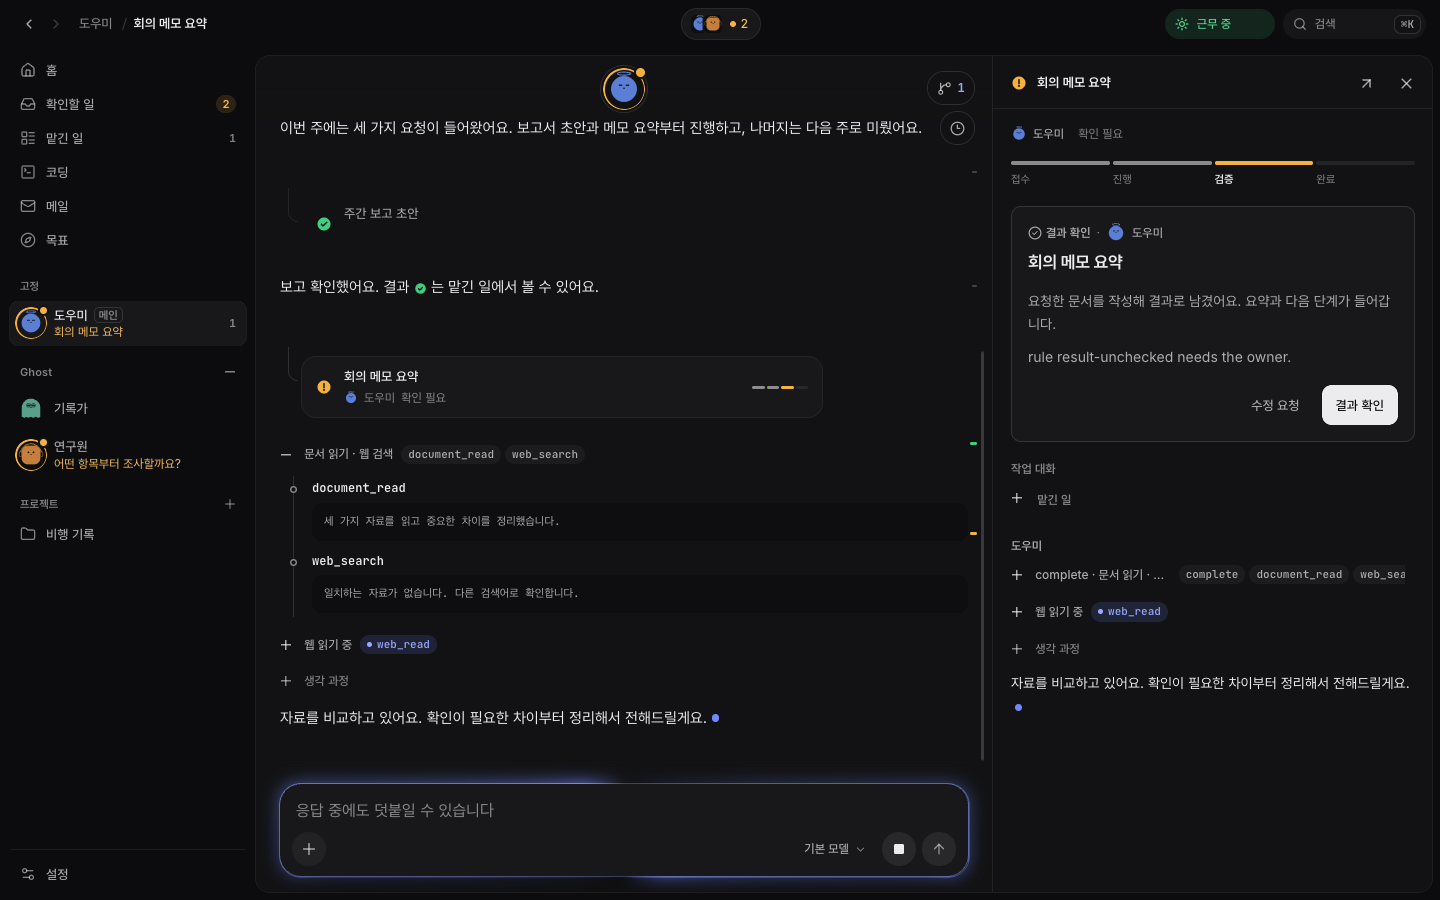 도우미 / 회의 메모 요약
2
근무 중
검색 ⌘K
홈
확인할 일 2
맡긴 일 1
코딩
메일
목표
고정
도우미 메인
회의 메모 요약
1
Ghost
기록가
연구원
어떤 항목부터 조사할까요?
프로젝트
비행 기록
설정
1
이번 주에는 세 가지 요청이 들어왔어요. 보고서 초안과 메모 요약부터 진행하고, 나머지는 다음 주로 미뤘어요.
주간 보고 초안
보고 확인했어요. 결과 는 맡긴 일에서 볼 수 있어요.
회의 메모 요약
도우미 확인 필요
문서 읽기 · 웹 검색 document_read web_search
document_read
세 가지 자료를 읽고 중요한 차이를 정리했습니다.
web_search
일치하는 자료가 없습니다. 다른 검색어로 확인합니다.
웹 읽기 중 web_read
생각 과정
자료를 비교하고 있어요. 확인이 필요한 차이부터 정리해서 전해드릴게요.
응답 중에도 덧붙일 수 있습니다
기본 모델
회의 메모 요약
도우미 확인 필요
접수 진행 검증 완료
결과 확인 · 도우미
회의 메모 요약
요청한 문서를 작성해 결과로 남겼어요. 요약과 다음 단계가 들어갑
니다.
rule result-unchecked needs the owner.
수정 요청 결과 확인
작업 대화
맡긴 일
도우미
complete · 문서 읽기 · ... complete document_read web_sea
웹 읽기 중 web_read
생각 과정
자료를 비교하고 있어요. 확인이 필요한 차이부터 정리해서 전해드릴게요.